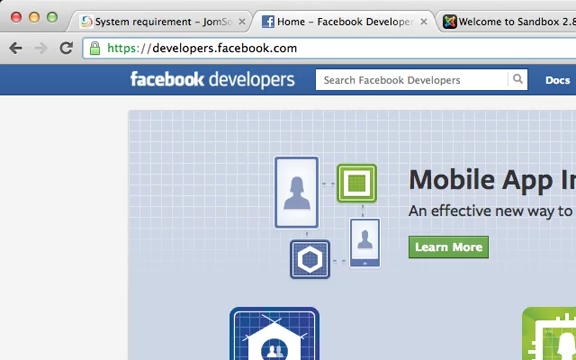 System requirement – JomSo
Home – Facebook Developer
Welcome to Sandbox 2.8
https://developers.facebook.com
facebook developers
Search Facebook Developers
Docs
Mobile App In
An effective new way to
Learn More